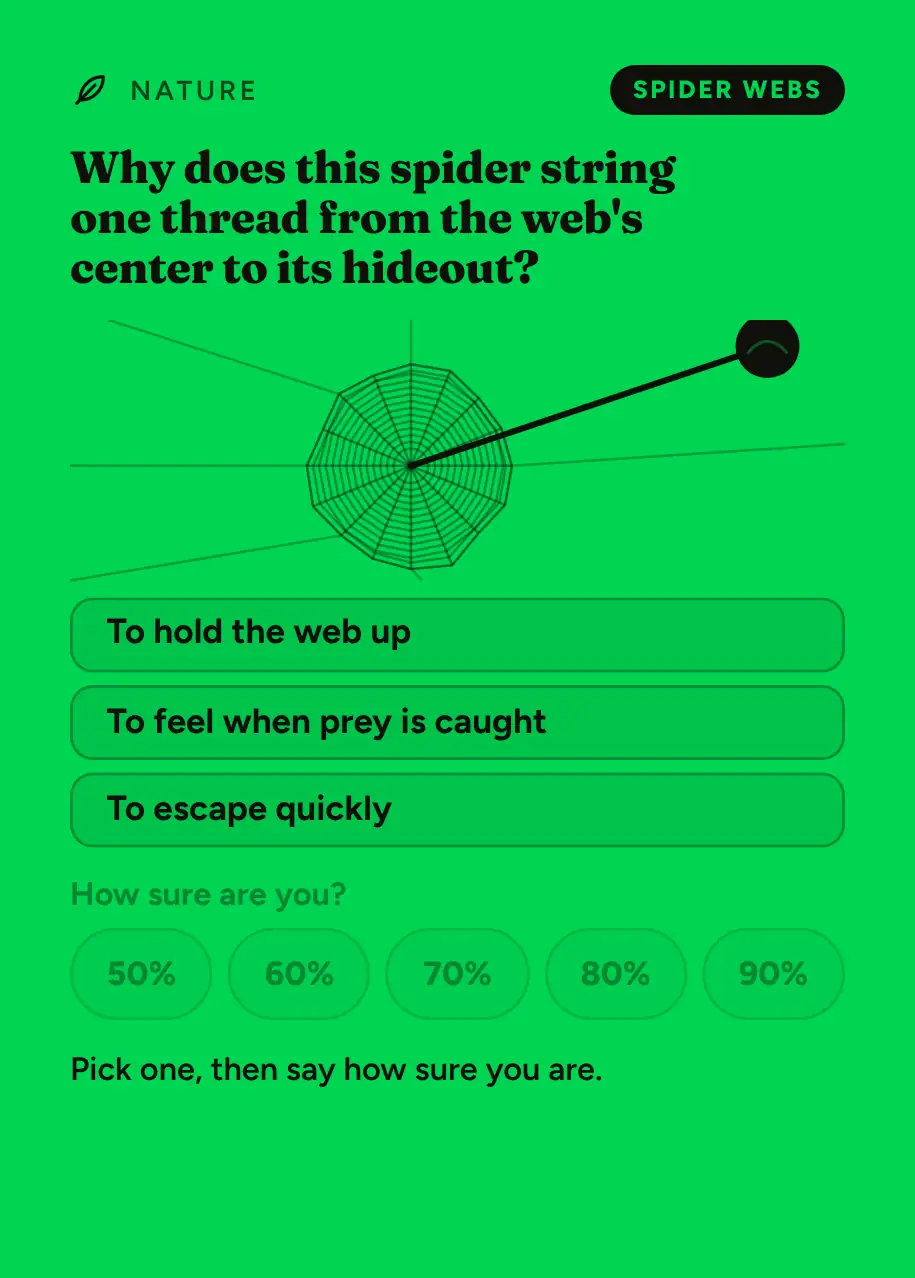 NATURE
SPIDER WEBS
Why does this spider string
one thread from the web's
center to its hideout?
To hold the web up
To feel when prey is caught
To escape quickly
How sure are you?
50%
60%
70%
80%
90%
Pick one, then say how sure you are.